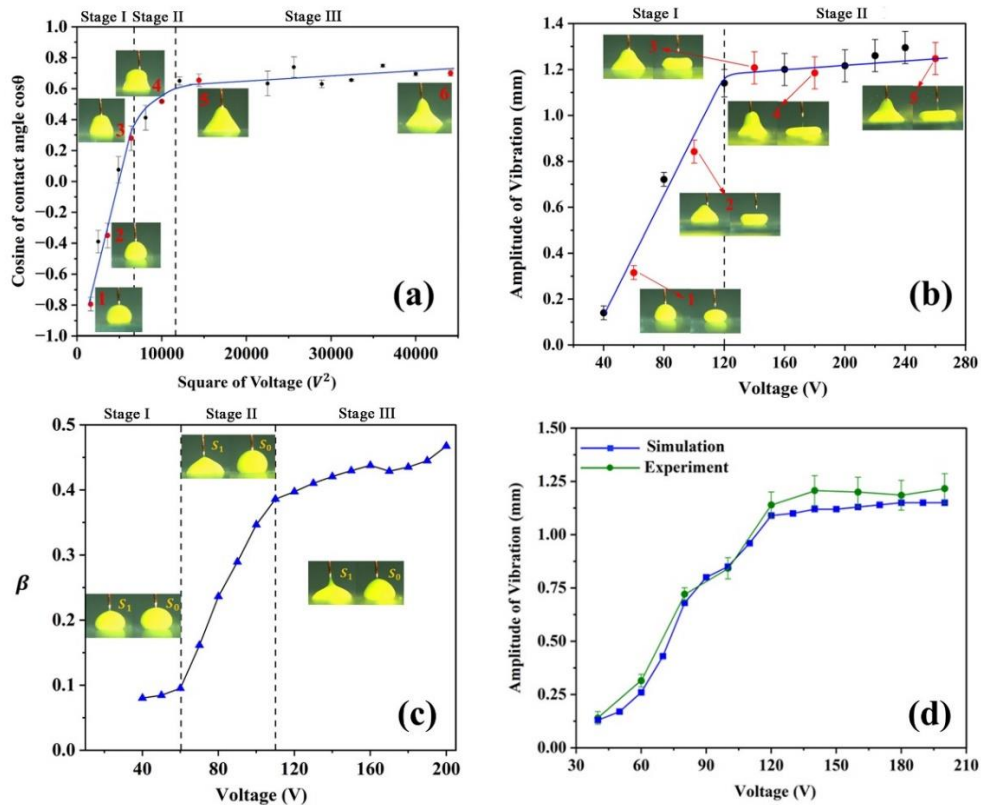 Stage I Stage II Stage III
1.0
0.8
0.6
0.4
0.2
0.0
−0.2
−0.4
−0.6
−0.8
−1.0
Cosine of contact angle cosθ
1
2
3
4
5
6
(a)
0 10000 20000 30000 40000
Square of Voltage (V²)
Stage I Stage II
1.6
1.4
1.2
1.0
0.8
0.6
0.4
0.2
0.0
Amplitude of Vibration (mm)
1
2
3
4
5
(b)
40 80 120 160 200 240 280
Voltage (V)
Stage I Stage II Stage III
0.5
0.4
0.3
0.2
0.1
0.0
β
S₁ S₀
S₁ S₀
S₁ S₀
(c)
40 80 120 160 200
Voltage (V)
1.50
1.25
1.00
0.75
0.50
0.25
0.00
Amplitude of Vibration (mm)
Simulation
Experiment
(d)
30 60 90 120 150 180 210
Voltage (V)